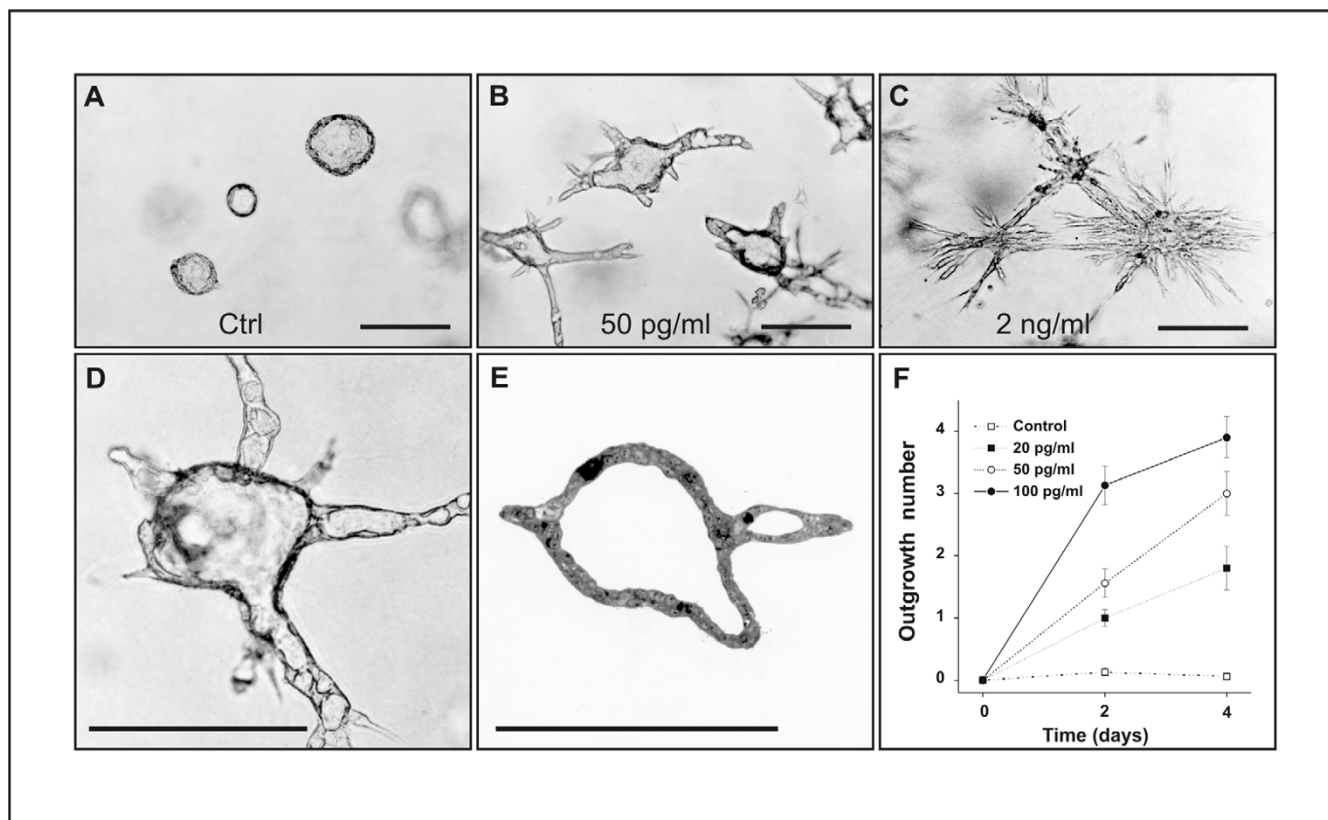 A
Ctrl
B
50 pg/ml
C
2 ng/ml
D
E
F
Outgrowth number
4
3
2
1
0
Control
20 pg/ml
50 pg/ml
100 pg/ml
0 2 4
Time (days)